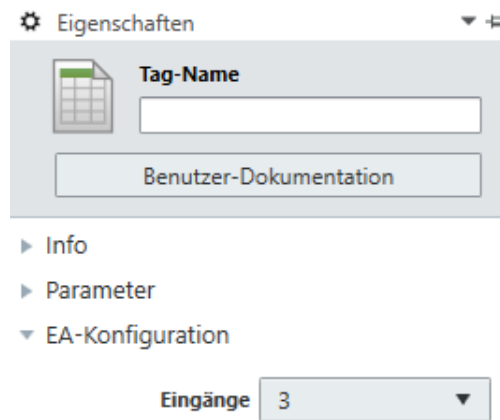 Eigenschaften
Tag-Name
Benutzer-Dokumentation
Info
Parameter
EA-Konfiguration
Eingänge 3